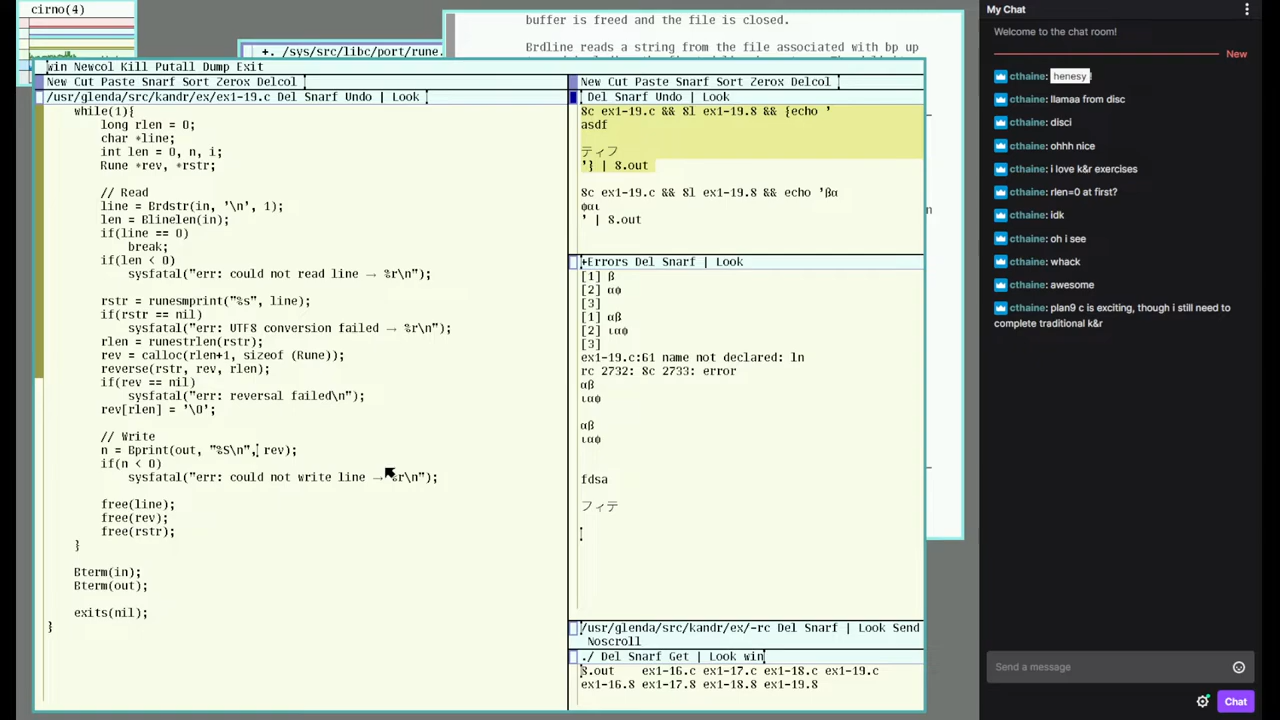 cirno(4)
+. /sys/src/libc/port/rune.
buffer is freed and the file is closed.
Brdline reads a string from the file associated with bp up
win Newcol Kill Putall Dump Exit
New Cut Paste Snarf Sort Zerox Delcol
/usr/glenda/src/kandr/ex/ex1-19.c Del Snarf Undo | Look
while(1){
long rlen = 0;
char *line;
int len = 0, n, i;
Rune *rev, *rstr;
// Read
line = Brdstr(in, '\n', 1);
len = Blinelen(in);
if(line == 0)
break;
if(len < 0)
sysfatal("err: could not read line → %r\n");
rstr = runesmprint("%s", line);
if(rstr == nil)
sysfatal("err: UTF8 conversion failed → %r\n");
rlen = runestrlen(rstr);
rev = calloc(rlen+1, sizeof (Rune));
reverse(rstr, rev, rlen);
if(rev == nil)
sysfatal("err: reversal failed\n");
rev[rlen] = '\0';
// Write
n = Bprint(out, "%S\n", rev);
if(n < 0)
sysfatal("err: could not write line → %r\n");
free(line);
free(rev);
free(rstr);
}
Bterm(in);
Bterm(out);
exits(nil);
}
New Cut Paste Snarf Sort Zerox Delcol
Del Snarf Undo | Look
8c ex1-19.c && 8l ex1-19.8 && {echo '
asdf
ティフ
'} | 8.out
8c ex1-19.c && 8l ex1-19.8 && echo 'βα
φαι
' | 8.out
+Errors Del Snarf | Look
[1] β
[2] αφ
[3]
[1] αβ
[2] ιαφ
[3]
ex1-19.c:61 name not declared: ln
rc 2732: 8c 2733: error
αβ
ιαφ
αβ
ιαφ
fdsa
フィテ
/usr/glenda/src/kandr/ex/-rc Del Snarf | Look Send
Noscroll
./ Del Snarf Get | Look win
8.out ex1-16.c ex1-17.c ex1-18.c ex1-19.c
ex1-16.8 ex1-17.8 ex1-18.8 ex1-19.8
My Chat
Welcome to the chat room!
New
cthaine: henesy
cthaine: llamaa from disc
cthaine: disci
cthaine: ohhh nice
cthaine: i love k&r exercises
cthaine: rlen=0 at first?
cthaine: idk
cthaine: oh i see
cthaine: whack
cthaine: awesome
cthaine: plan9 c is exciting, though i still need to
complete traditional k&r
Send a message
Chat